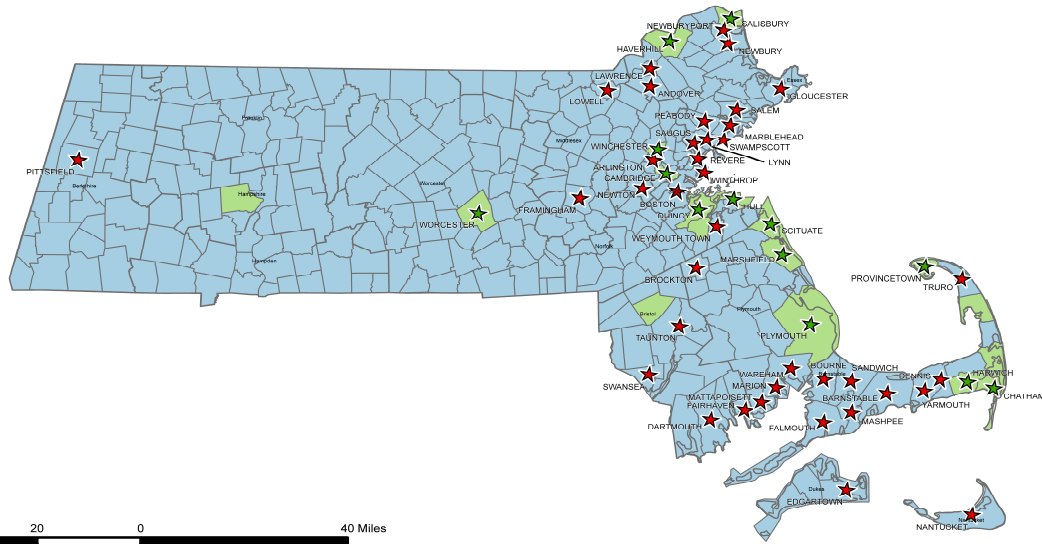 SALISBURY
NEWBURYPORT
HAVERHILL
NEWBURY
LAWRENCE
Essex
ANDOVER
GLOUCESTER
LOWELL
SALEM
PEABODY
Franklin
SAUGUS
MARBLEHEAD
Middlesex
SWAMPSCOTT
WINCHESTER
REVERE
LYNN
ARLINGTON
PITTSFIELD
CAMBRIDGE
WINTHROP
Berkshire
Worcester
NEWTON
Hampshire
BOSTON
HULL
FRAMINGHAM
QUINCY
WORCESTER
SCITUATE
WEYMOUTH TOWN
Norfolk
MARSHFIELD
Hampden
BROCKTON
PROVINCETOWN
TRURO
Bristol
Plymouth
PLYMOUTH
TAUNTON
BOURNE
SANDWICH
WAREHAM
Barnstable
DENNIS
HARWICH
SWANSEA
MARION
CHATHAM
MATTAPOISETT
BARNSTABLE
YARMOUTH
FAIRHAVEN
DARTMOUTH
MASHPEE
FALMOUTH
Dukes
EDGARTOWN
Nantucket
NANTUCKET
20 0 40 Miles